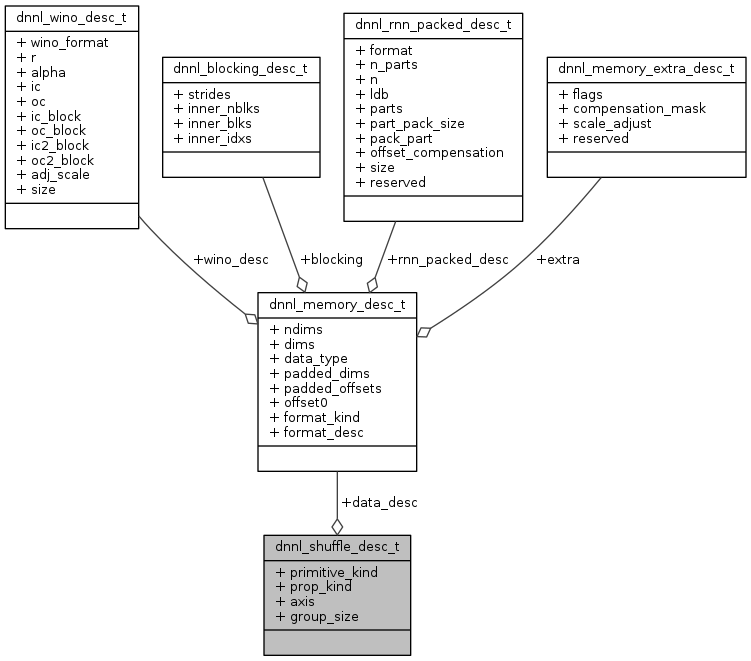 dnnl_wino_desc_t
+ wino_format
+ r
+ alpha
+ ic
+ oc
+ ic_block
+ oc_block
+ ic2_block
+ oc2_block
+ adj_scale
+ size
dnnl_blocking_desc_t
+ strides
+ inner_nblks
+ inner_blks
+ inner_idxs
dnnl_rnn_packed_desc_t
+ format
+ n_parts
+ n
+ ldb
+ parts
+ part_pack_size
+ pack_part
+ offset_compensation
+ size
+ reserved
dnnl_memory_extra_desc_t
+ flags
+ compensation_mask
+ scale_adjust
+ reserved
+wino_desc
+blocking
+rnn_packed_desc
+extra
dnnl_memory_desc_t
+ ndims
+ dims
+ data_type
+ padded_dims
+ padded_offsets
+ offset0
+ format_kind
+ format_desc
+data_desc
dnnl_shuffle_desc_t
+ primitive_kind
+ prop_kind
+ axis
+ group_size